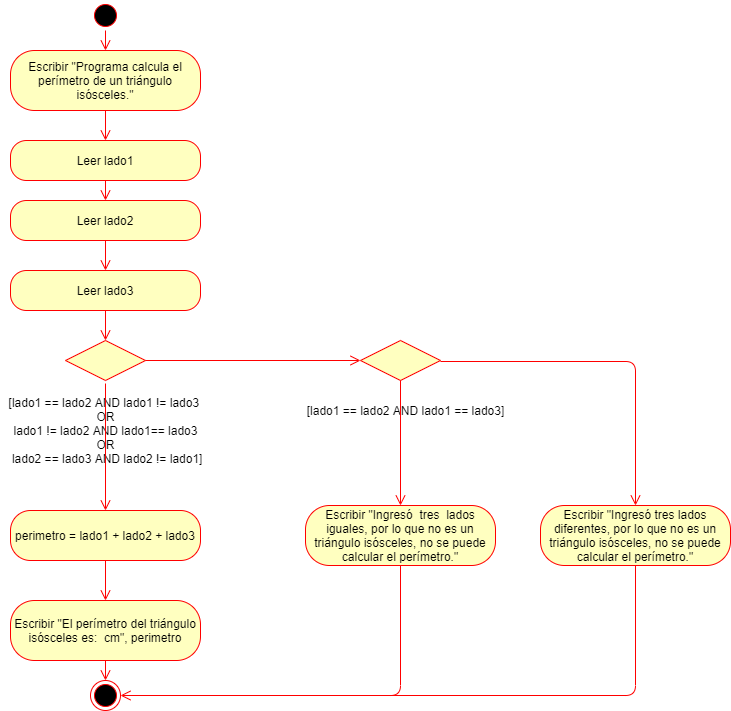 Escribir "Programa calcula el
perímetro de un triángulo
isósceles."
Leer lado1
Leer lado2
Leer lado3
[lado1 == lado2 AND lado1 != lado3
OR
lado1 != lado2 AND lado1== lado3
OR
lado2 == lado3 AND lado2 != lado1]
[lado1 == lado2 AND lado1 == lado3]
perimetro = lado1 + lado2 + lado3
Escribir "Ingresó tres lados
iguales, por lo que no es un
triángulo isósceles, no se puede
calcular el perímetro."
Escribir "Ingresó tres lados
diferentes, por lo que no es un
triángulo isósceles, no se puede
calcular el perímetro."
Escribir "El perímetro del triángulo
isósceles es: cm", perimetro